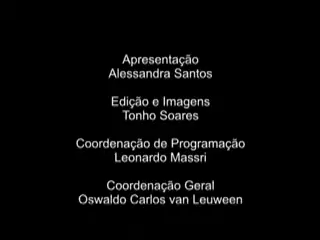 Apresentação
Alessandra Santos
Edição e Imagens
Tonho Soares
Coordenação de Programação
Leonardo Massri
Coordenação Geral
Oswaldo Carlos van Leuween